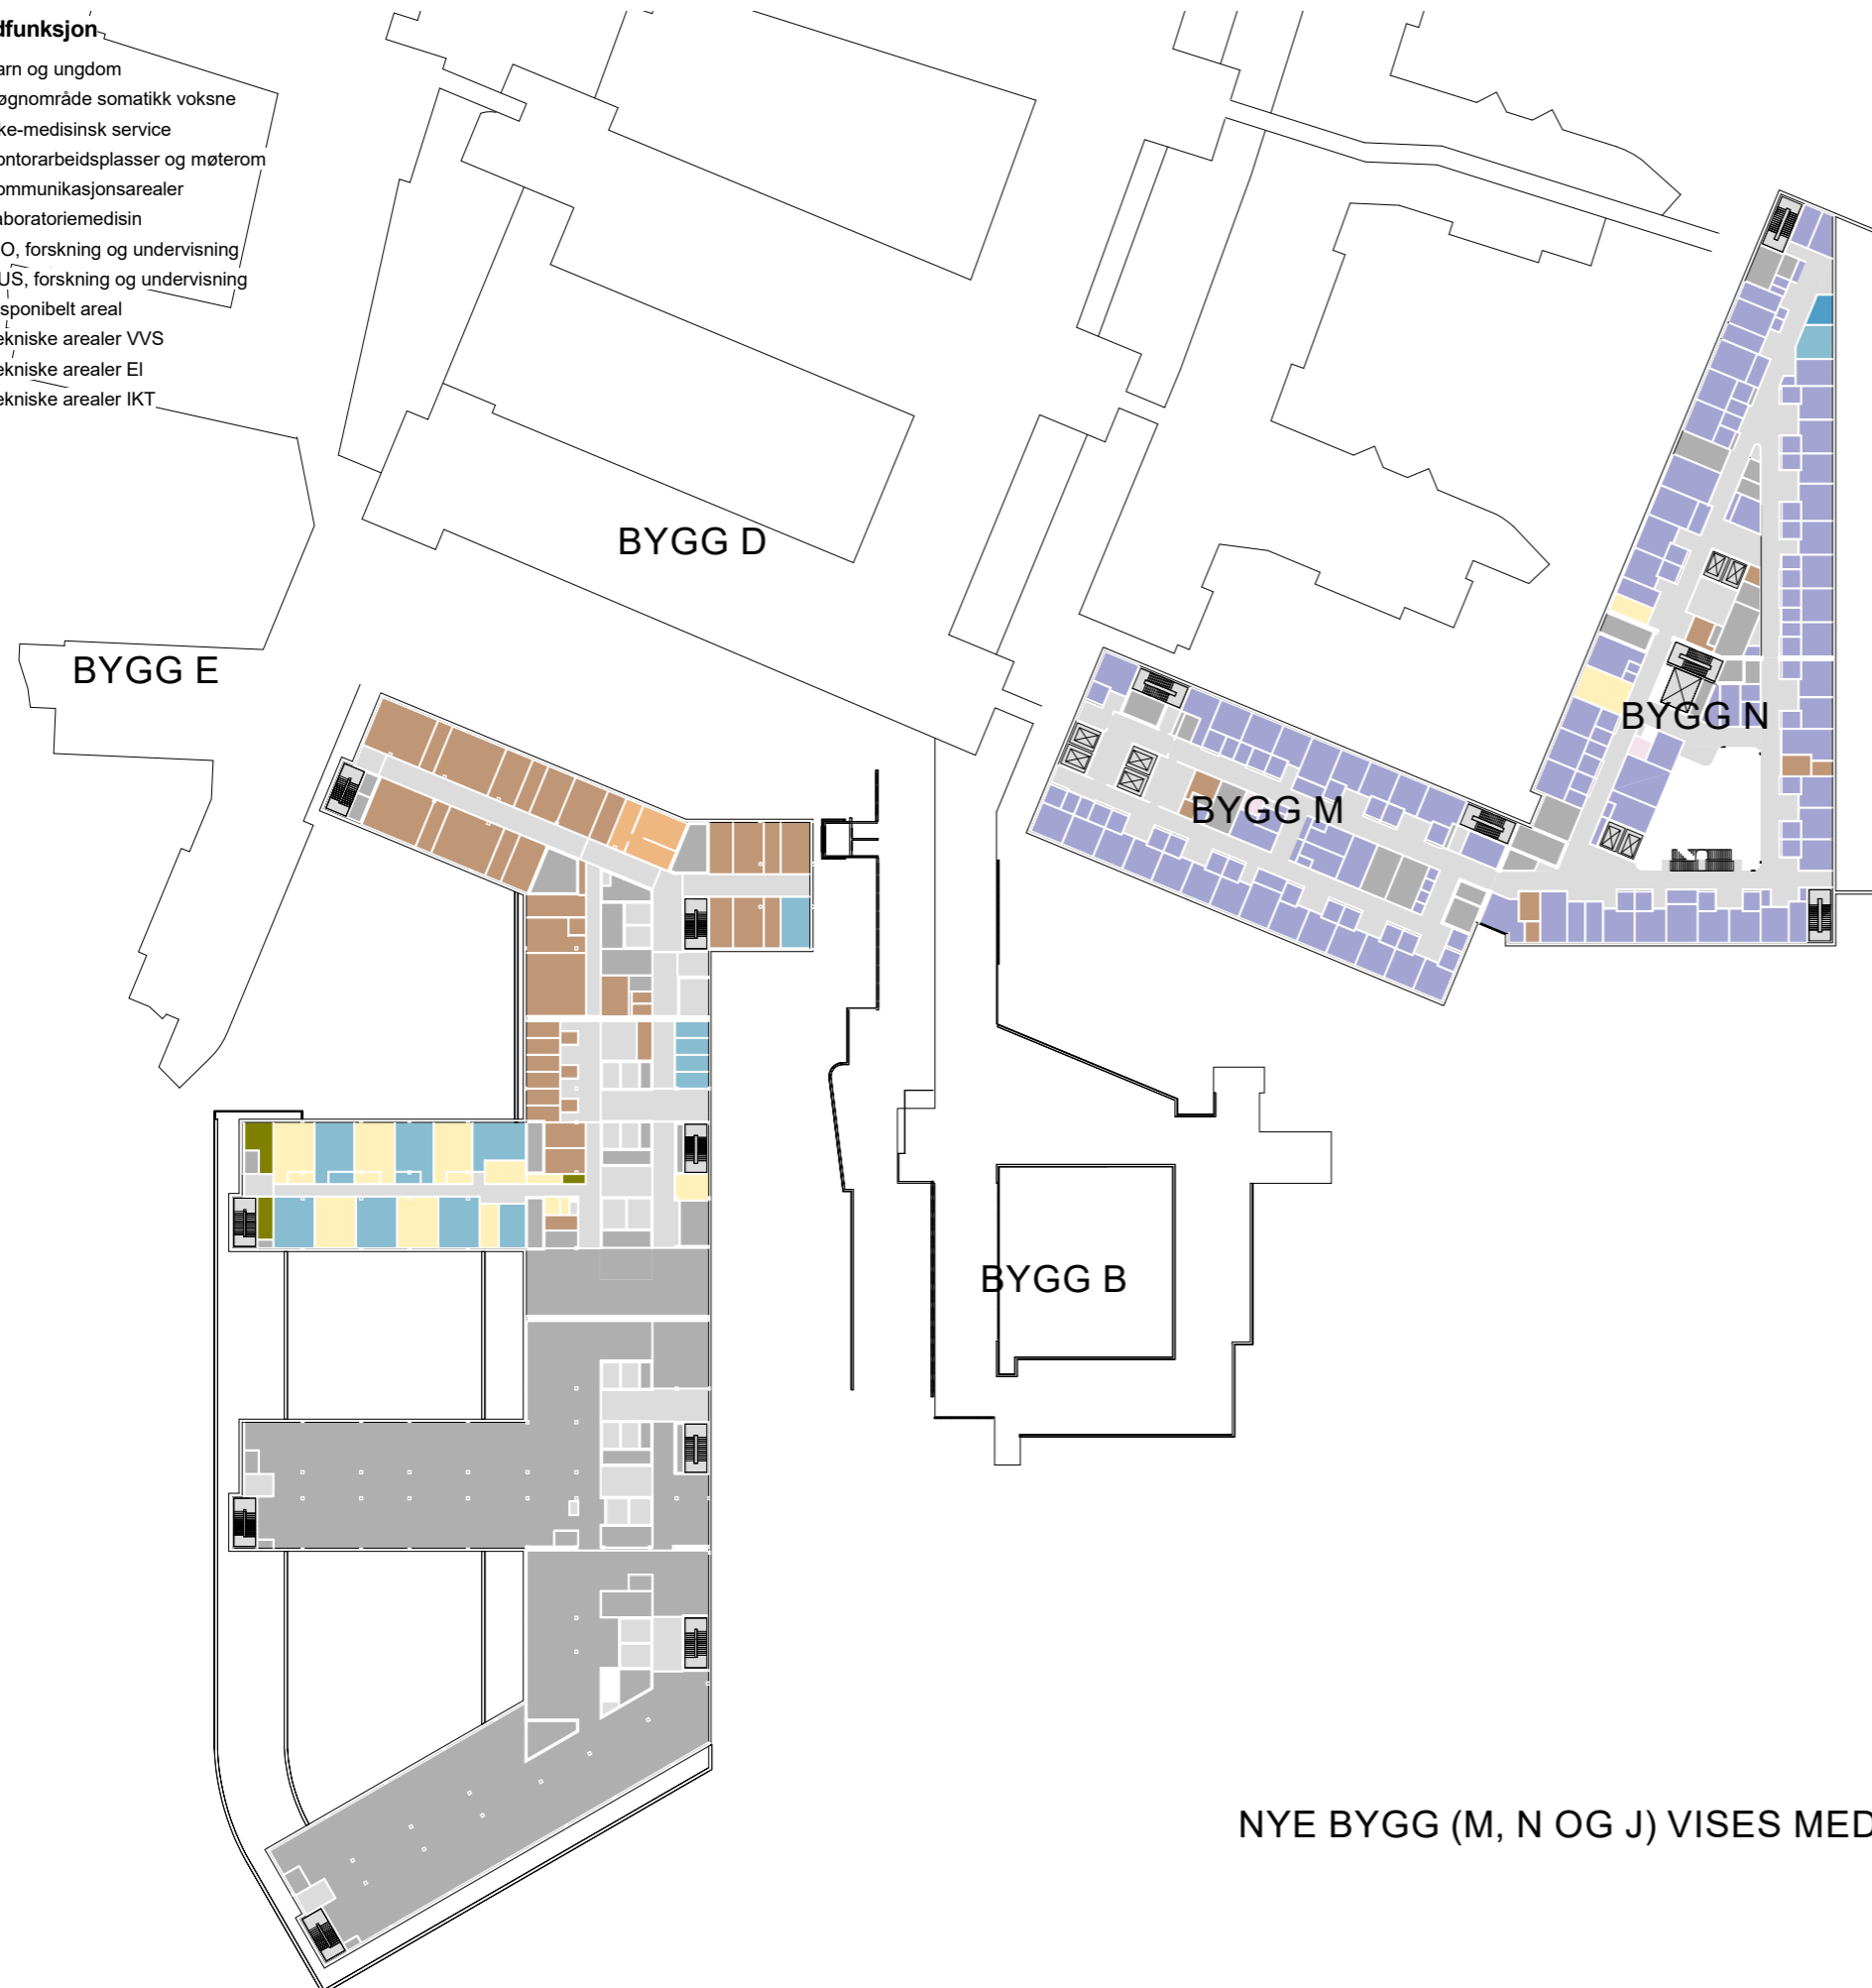 dfunksjon
arn og ungdom
øgnområde somatikk voksne
ke-medisinsk service
ontorarbeidsplasser og møterom
ommunikasjonsarealer
aboratoriemedisin
O, forskning og undervisning
US, forskning og undervisning
sponibelt areal
ekniske arealer VVS
ekniske arealer El
ekniske arealer IKT
BYGG D
BYGG E
BYGG N
BYGG M
BYGG B
NYE BYGG (M, N OG J) VISES MED